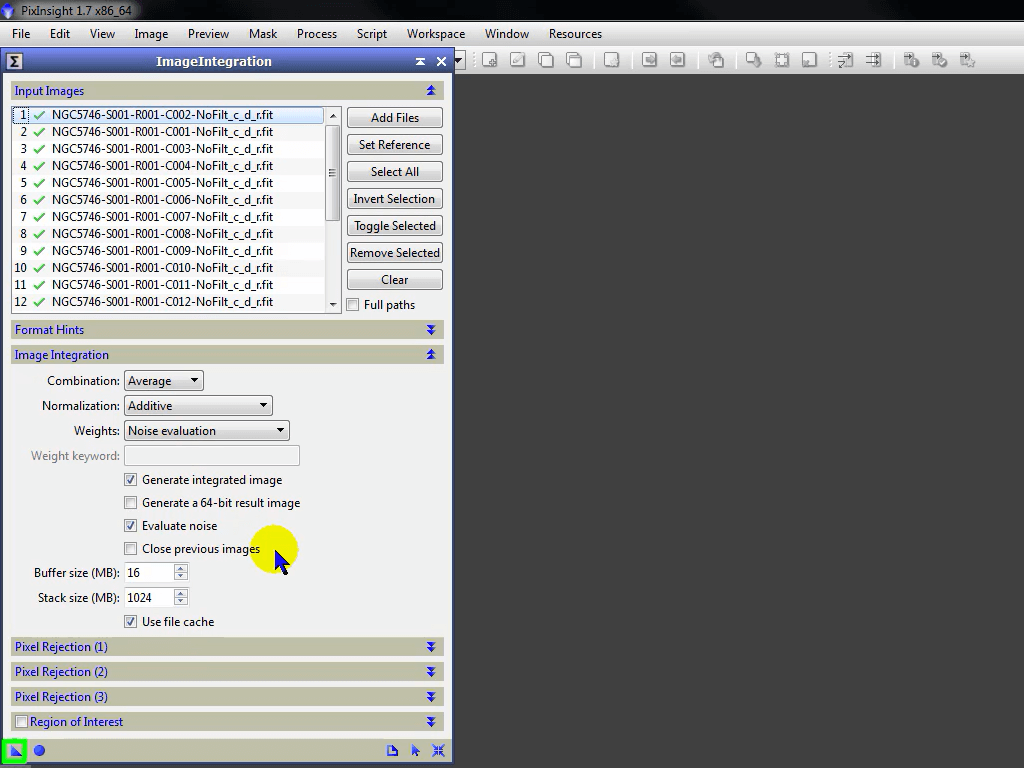 PixInsight 1.7 x86_64
File Edit View Image Preview Mask Process Script Workspace Window Resources
ImageIntegration
Input Images
1 NGC5746-S001-R001-C002-NoFilt_c_d_r.fit
2 NGC5746-S001-R001-C001-NoFilt_c_d_r.fit
3 NGC5746-S001-R001-C003-NoFilt_c_d_r.fit
4 NGC5746-S001-R001-C004-NoFilt_c_d_r.fit
5 NGC5746-S001-R001-C005-NoFilt_c_d_r.fit
6 NGC5746-S001-R001-C006-NoFilt_c_d_r.fit
7 NGC5746-S001-R001-C007-NoFilt_c_d_r.fit
8 NGC5746-S001-R001-C008-NoFilt_c_d_r.fit
9 NGC5746-S001-R001-C009-NoFilt_c_d_r.fit
10 NGC5746-S001-R001-C010-NoFilt_c_d_r.fit
11 NGC5746-S001-R001-C011-NoFilt_c_d_r.fit
12 NGC5746-S001-R001-C012-NoFilt_c_d_r.fit
Add Files
Set Reference
Select All
Invert Selection
Toggle Selected
Remove Selected
Clear
Full paths
Format Hints
Image Integration
Combination: Average
Normalization: Additive
Weights: Noise evaluation
Weight keyword:
Generate integrated image
Generate a 64-bit result image
Evaluate noise
Close previous images
Buffer size (MB): 16
Stack size (MB): 1024
Use file cache
Pixel Rejection (1)
Pixel Rejection (2)
Pixel Rejection (3)
Region of Interest